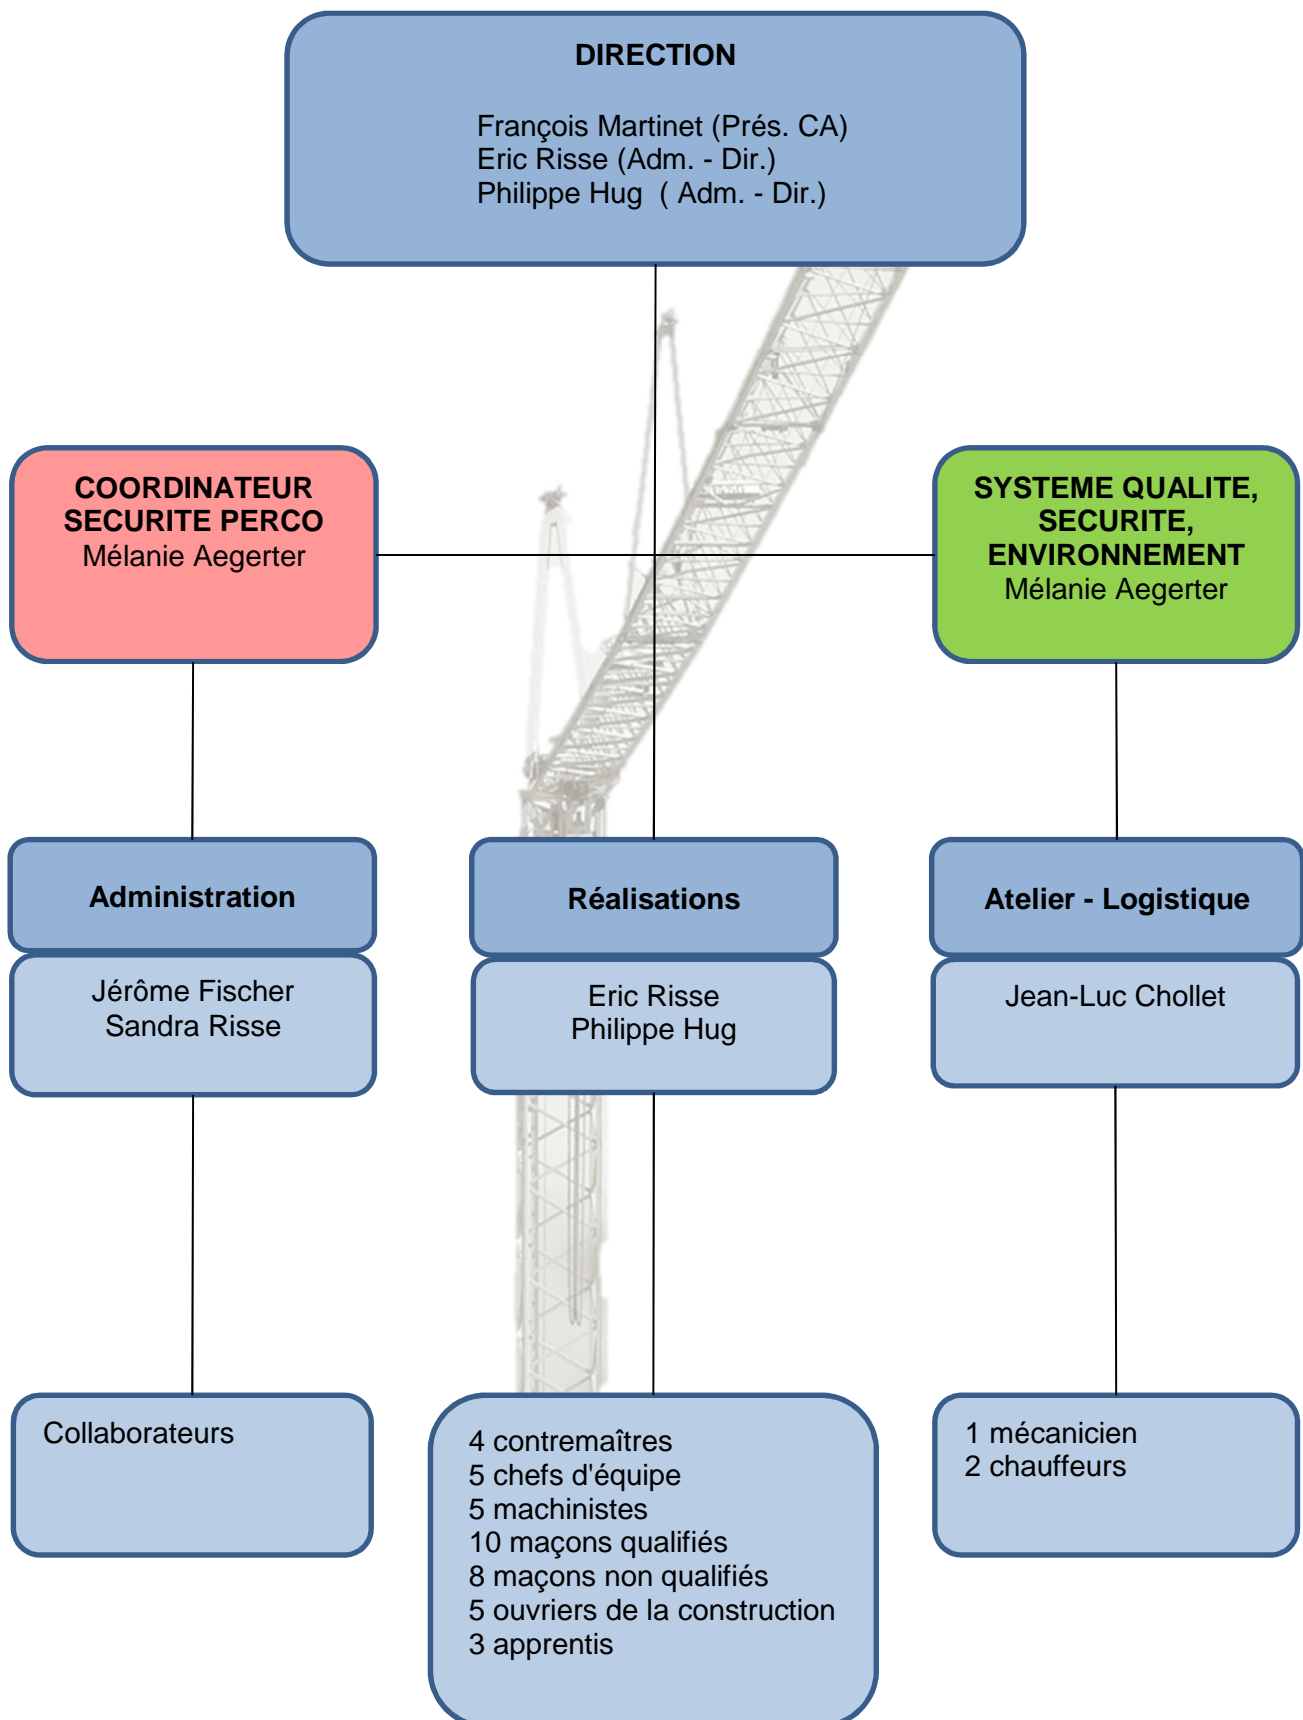 DIRECTION
François Martinet (Prés. CA)
Eric Risse (Adm. - Dir.)
Philippe Hug  ( Adm. - Dir.)
COORDINATEUR
SECURITE PERCO
Mélanie Aegerter
SYSTEME QUALITE,
SECURITE,
ENVIRONNEMENT
Mélanie Aegerter
Administration
Jérôme Fischer
Sandra Risse
Réalisations
Eric Risse
Philippe Hug
Atelier - Logistique
Jean-Luc Chollet
Collaborateurs
4 contremaîtres
5 chefs d'équipe
5 machinistes
10 maçons qualifiés
8 maçons non qualifiés
5 ouvriers de la construction
3 apprentis
1 mécanicien
2 chauffeurs